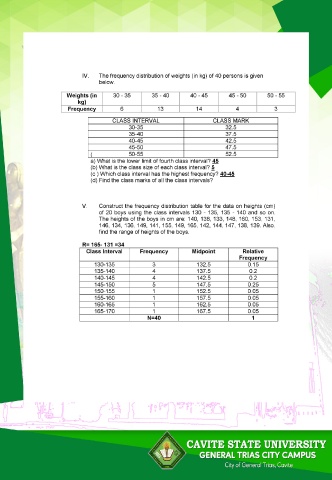 IV. The frequency distribution of weights (in kg) of 40 persons is given
below.
Weights (in kg) 30 - 35 35 - 40 40 - 45 45 - 50 50 - 55
Frequency 6 13 14 4 3
CLASS INTERVAL CLASS MARK
30-35 32.5
35-40 37.5
40-45 42.5
45-50 47.5
50-55 52.5
a) What is the lower limit of fourth class interval? 45
(b) What is the class size of each class interval? 5
(c ) Which class interval has the highest frequency? 40-45
(d) Find the class marks of all the class intervals?
V Construct the frequency distribution table for the data on heights (cm)
of 20 boys using the class intervals 130 - 135, 135 - 140 and so on.
The heights of the boys in cm are: 140, 138, 133, 148, 160, 153, 131,
146, 134, 136, 149, 141, 155, 149, 165, 142, 144, 147, 138, 139. Also,
find the range of heights of the boys.
R= 165- 131 =34
Class Interval Frequency Midpoint Relative Frequency
130-135 3 132.5 0.15
135-140 4 137.5 0.2
140-145 4 142.5 0.2
145-150 5 147.5 0.25
150-155 1 152.5 0.05
155-160 1 157.5 0.05
160-165 1 162.5 0.05
165-170 1 167.5 0.05
N=40 1
CAVITE STATE UNIVERSITY
GENERAL TRIAS CITY CAMPUS
City of General Trias, Cavite